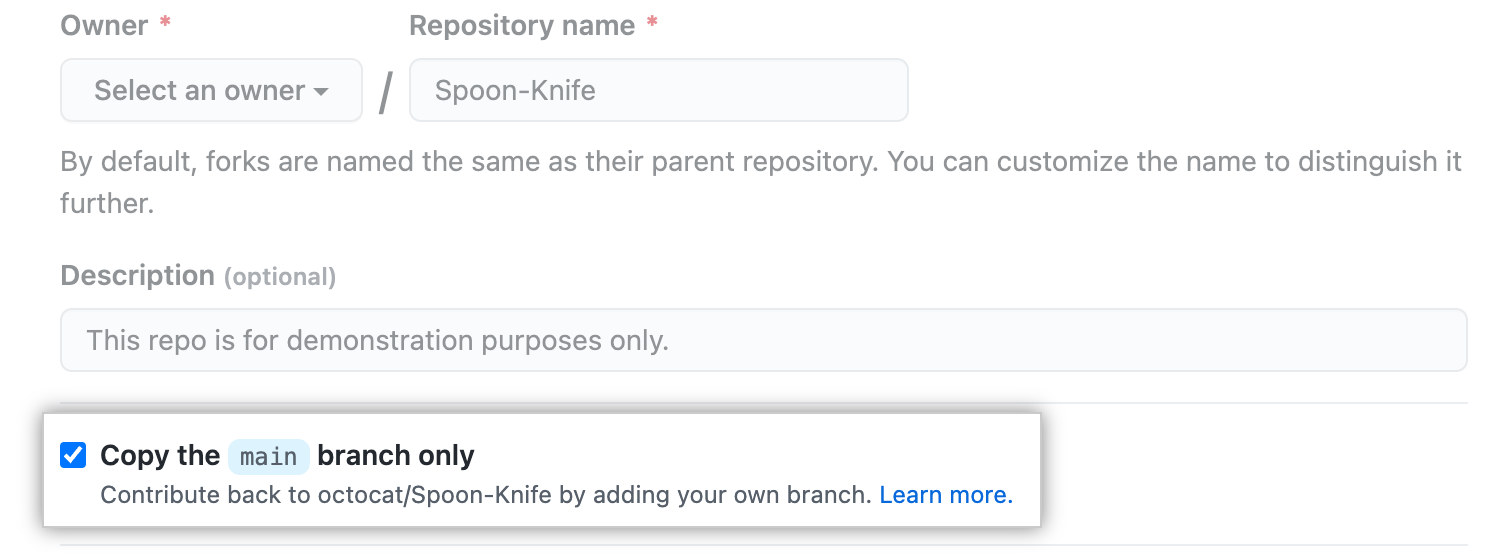 Owner * Repository name *
Select an owner / Spoon-Knife
By default, forks are named the same as their parent repository. You can customize the name to distinguish it
further.
Description (optional)
This repo is for demonstration purposes only.
Copy the main branch only
Contribute back to octocat/Spoon-Knife by adding your own branch. Learn more.